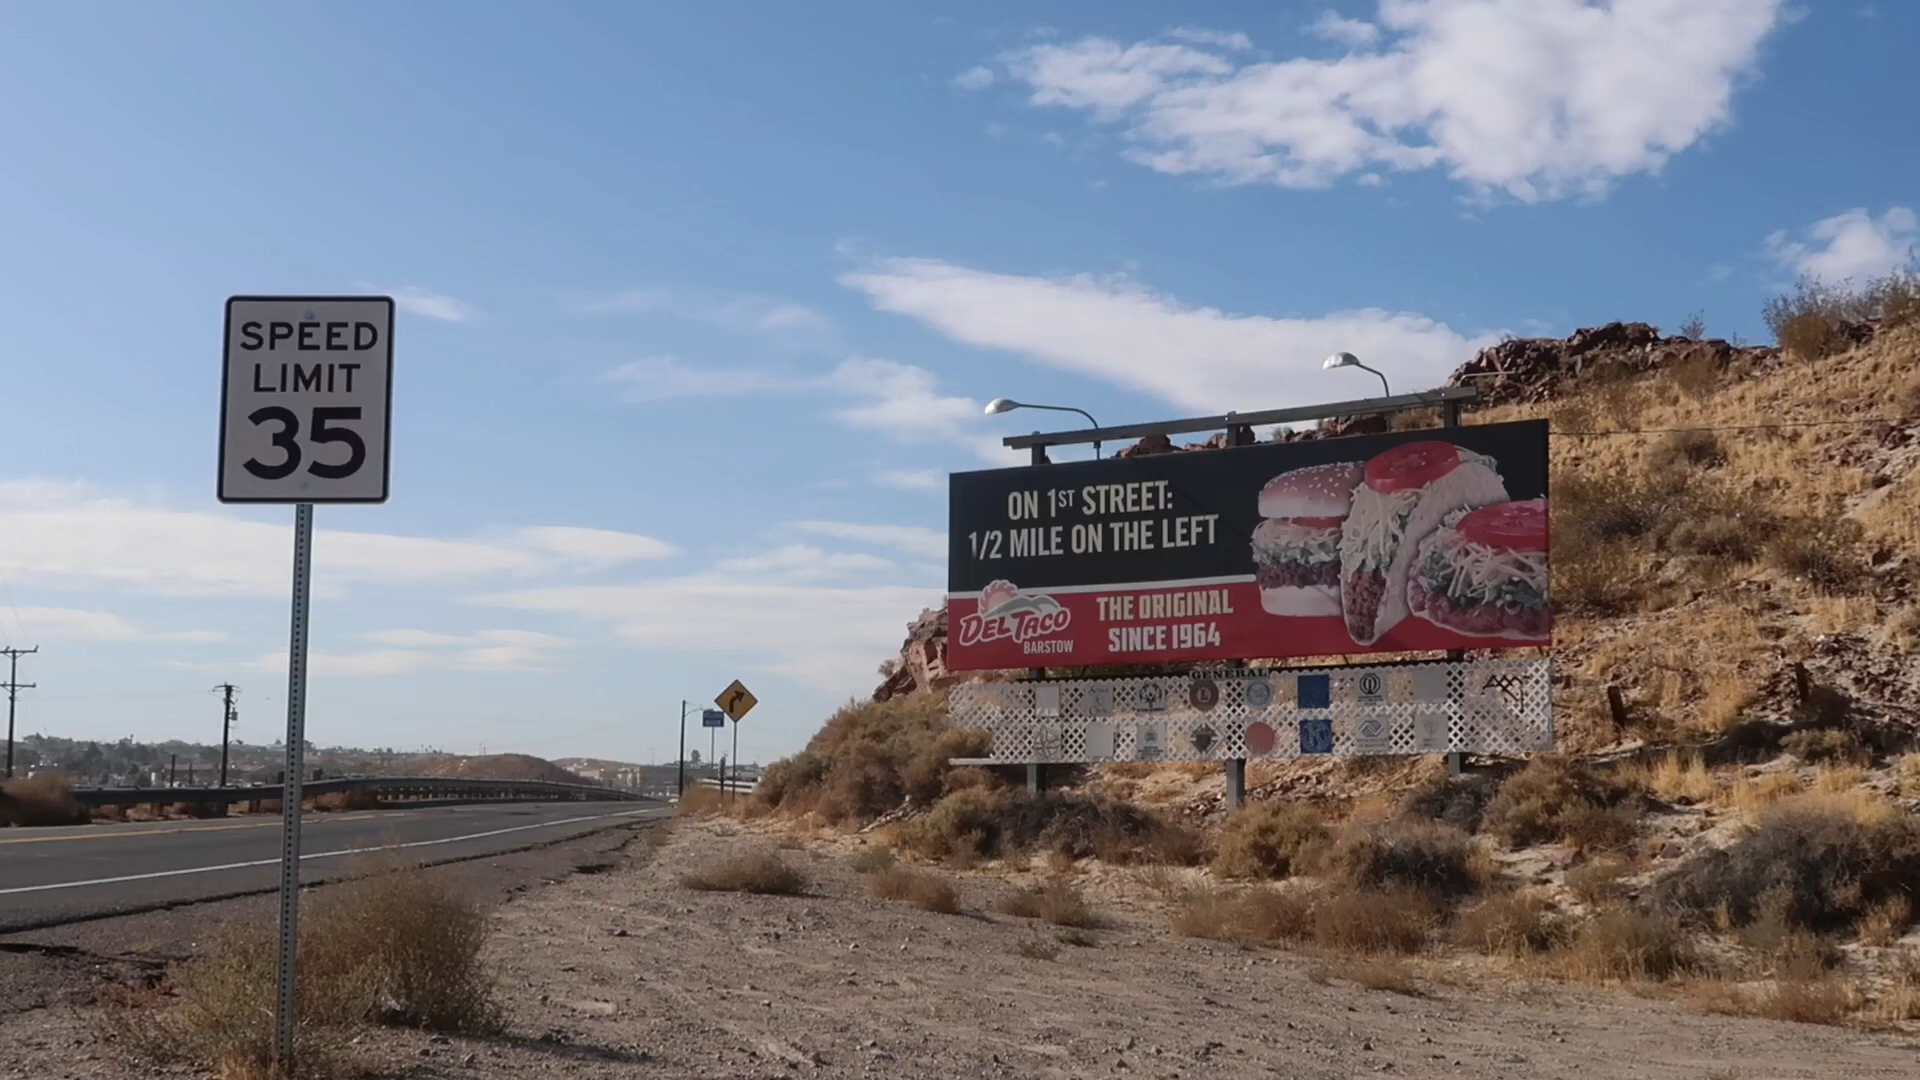 SPEED
LIMIT
35
ON 1ST STREET:
1/2 MILE ON THE LEFT
DEL TACO
BARSTOW
THE ORIGINAL
SINCE 1964
GENERAL